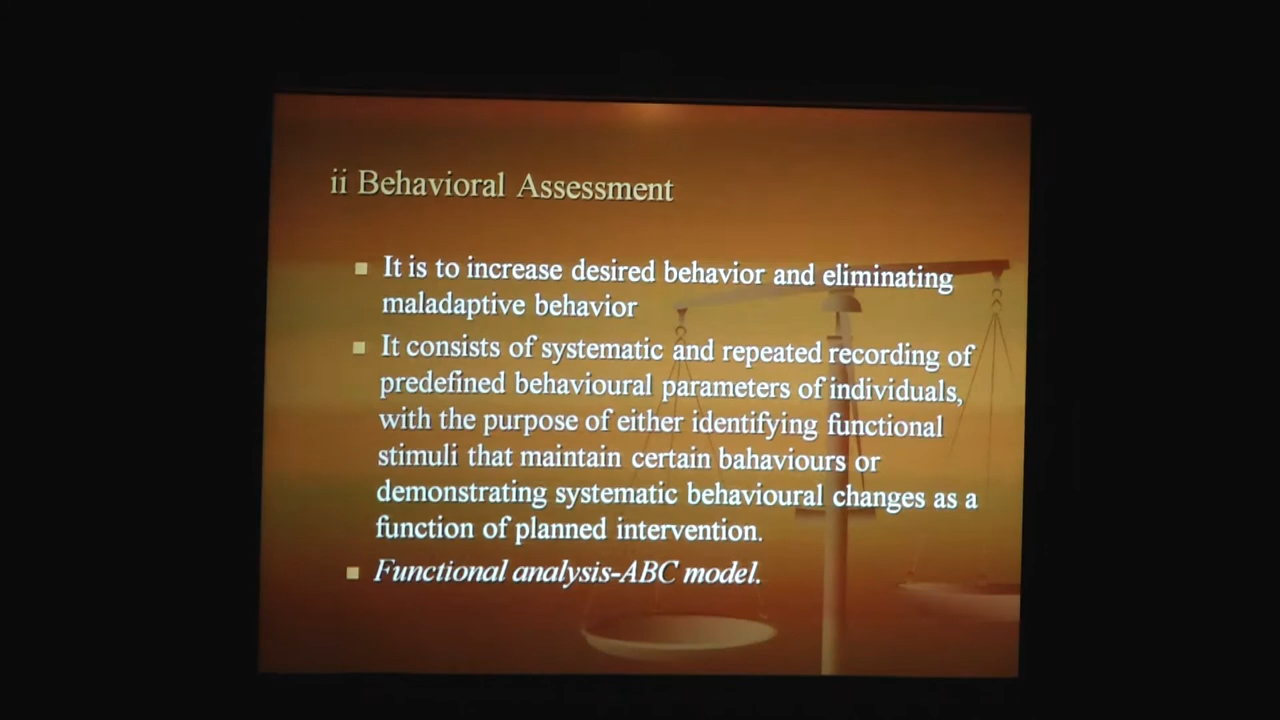 ii Behavioral Assessment
It is to increase desired behavior and eliminating
maladaptive behavior
It consists of systematic and repeated recording of
predefined behavioural parameters of individuals,
with the purpose of either identifying functional
stimuli that maintain certain bahaviours or
demonstrating systematic behavioural changes as a
function of planned intervention.
Functional analysis-ABC model.